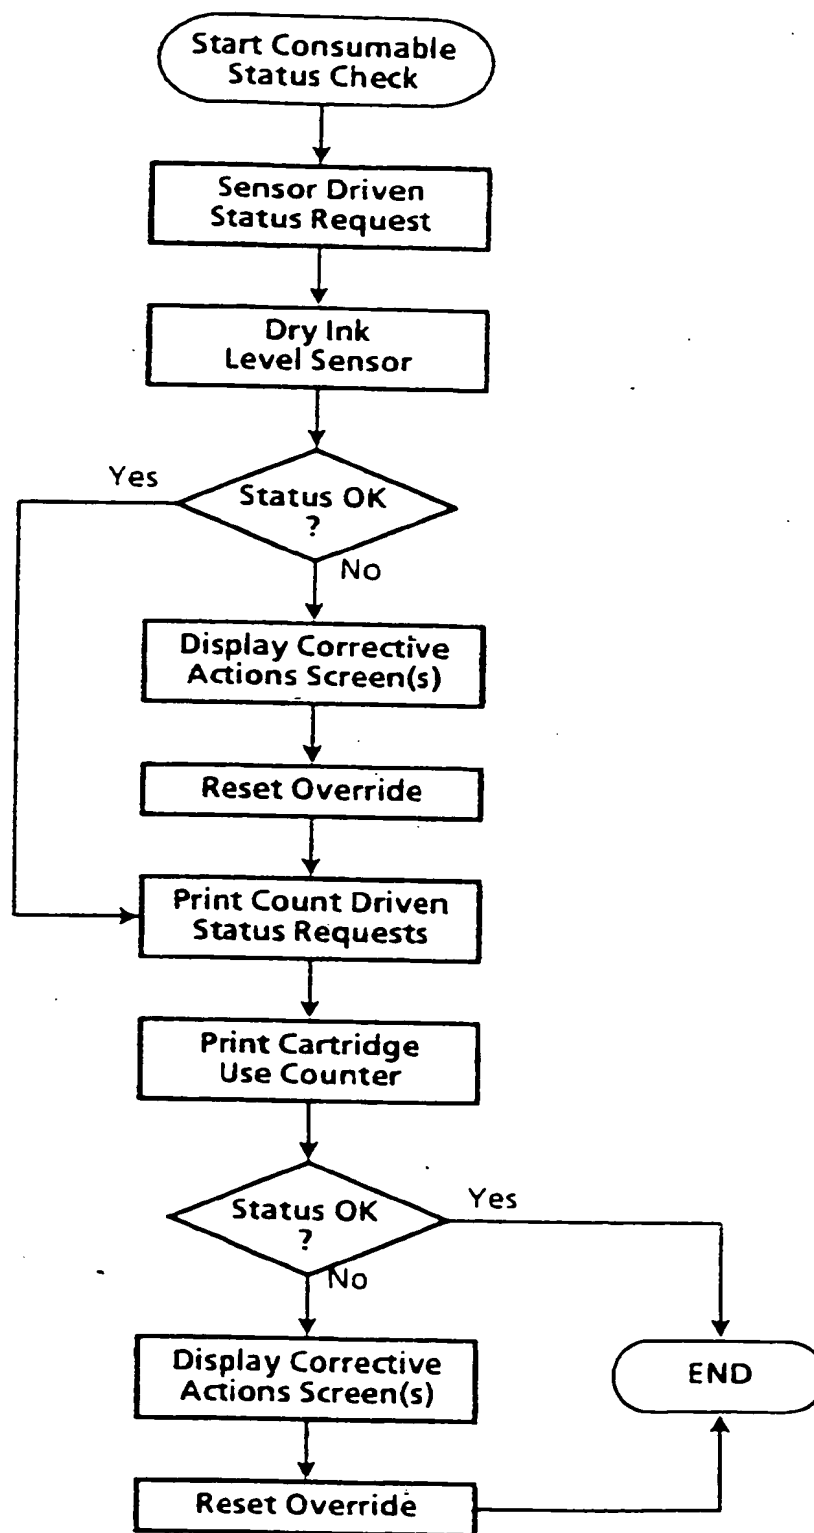 Start Consumable
Status Check
Sensor Driven
Status Request
Dry Ink
Level Sensor
Yes
Status OK
?
No
Display Corrective
Actions Screen(s)
Reset Override
Print Count Driven
Status Requests
Print Cartridge
Use Counter
Status OK
?
Yes
No
Display Corrective
Actions Screen(s)
END
Reset Override